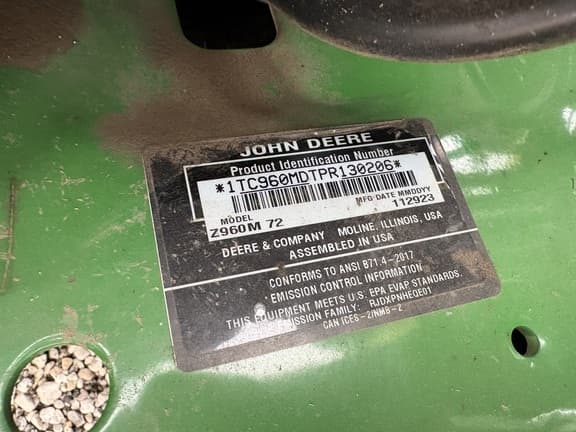 JOHN DEERE
Product Identification Number
*1TC960MDTPR130206*
MODEL MFG-DATE MMDDYY
Z960M 72 112923
DEERE & COMPANY MOLINE, ILLINOIS, USA
ASSEMBLED IN USA
CONFORMS TO ANSI B71.4-2017
EMISSION CONTROL INFORMATION
THIS EQUIPMENT MEETS U.S. EPA EVAP STANDARDS.
EMISSION FAMILY: RJDXPNHEQE01
CAN ICES-2/NMB-2